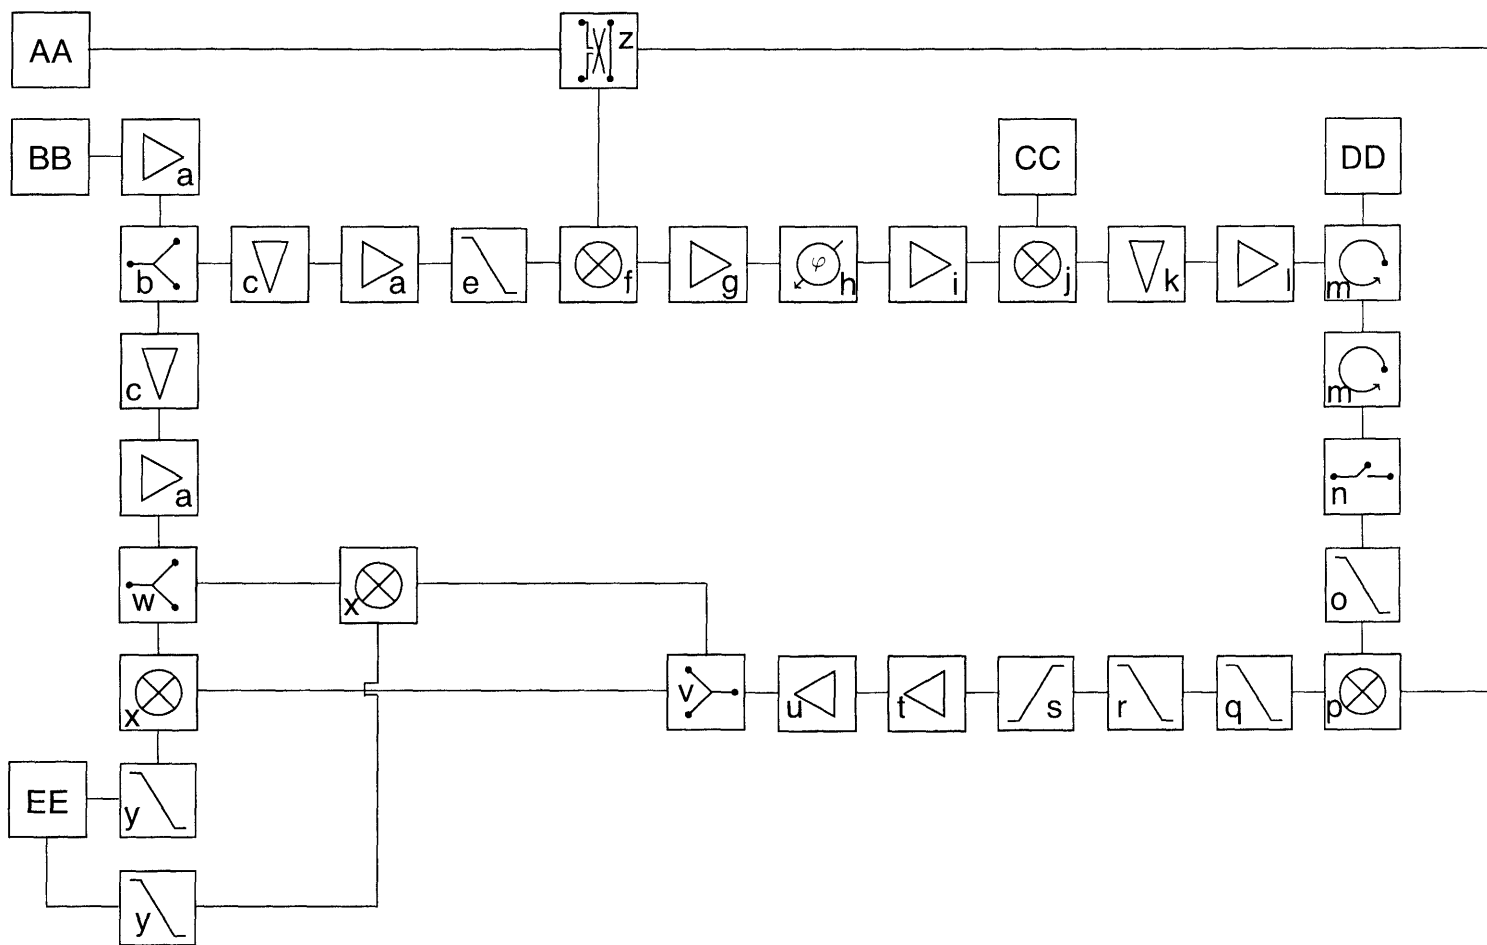 AA z
BB a CC DD
b c a e f g φ h i j k l m
c m
a n
w x o
x v u t s r q p
EE y
y